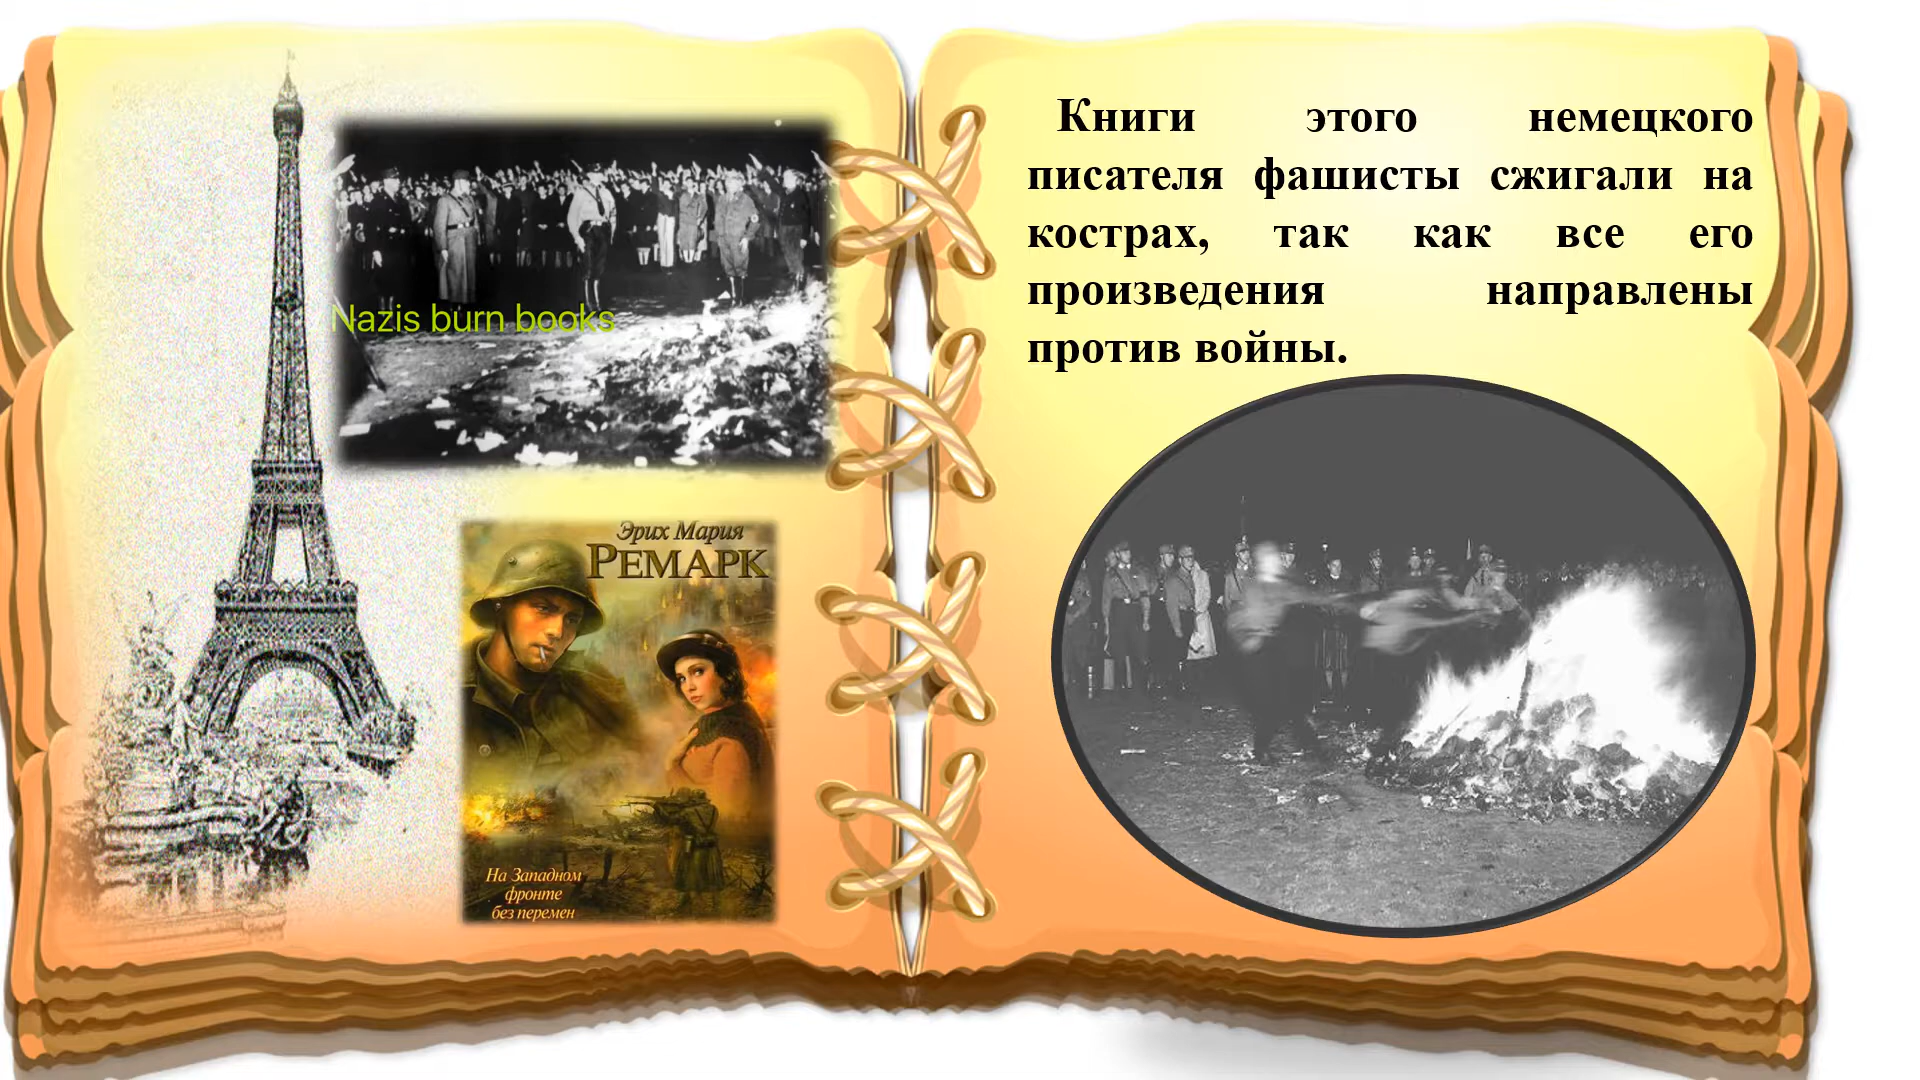 Nazis burn books
Эрих Мария
РЕМАРК
На Западном
фронте
без перемен
Книги этого немецкого
писателя фашисты сжигали на
кострах, так как все его
произведения направлены
против войны.